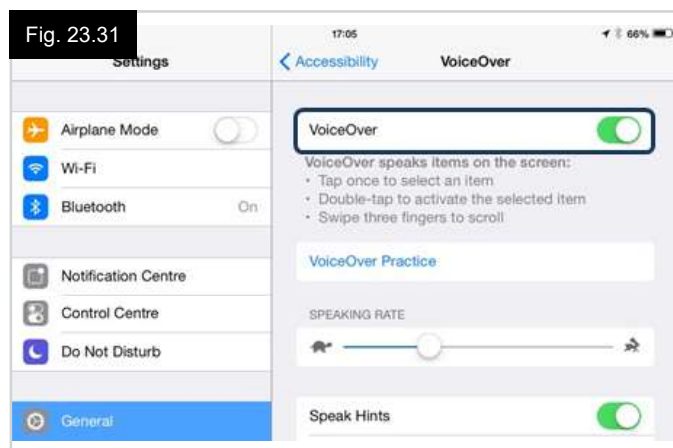 Fig. 23.31
17:05
66%
Settings
Accessibility
VoiceOver
Airplane Mode
Wi-Fi
Bluetooth
On
Notification Centre
Control Centre
Do Not Disturb
General
VoiceOver
VoiceOver speaks items on the screen:
• Tap once to select an item
• Double-tap to activate the selected item
• Swipe three fingers to scroll
VoiceOver Practice
SPEAKING RATE
Speak Hints